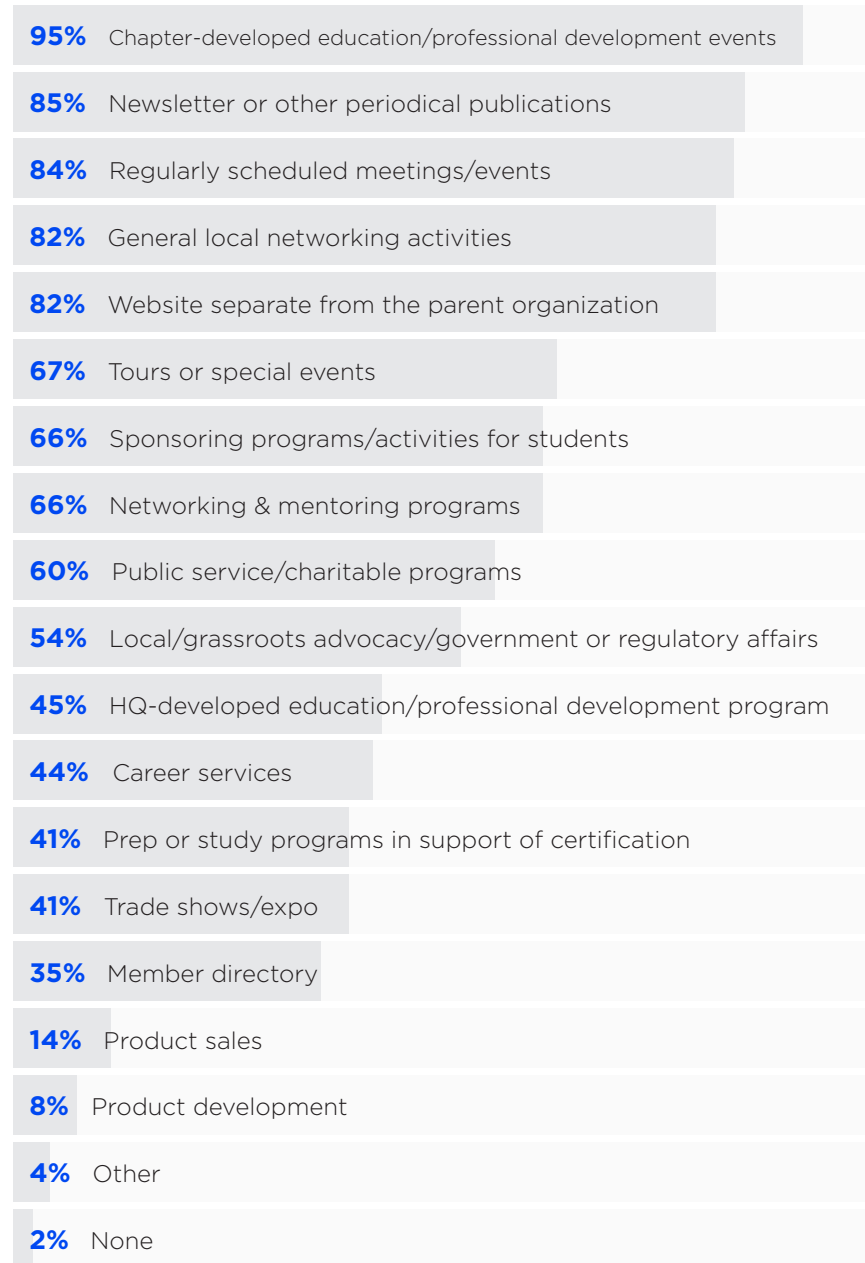 95% Chapter-developed education/professional development events
85% Newsletter or other periodical publications
84% Regularly scheduled meetings/events
82% General local networking activities
82% Website separate from the parent organization
67% Tours or special events
66% Sponsoring programs/activities for students
66% Networking & mentoring programs
60% Public service/charitable programs
54% Local/grassroots advocacy/government or regulatory affairs
45% HQ-developed education/professional development program
44% Career services
41% Prep or study programs in support of certification
41% Trade shows/expo
35% Member directory
14% Product sales
8% Product development
4% Other
2% None